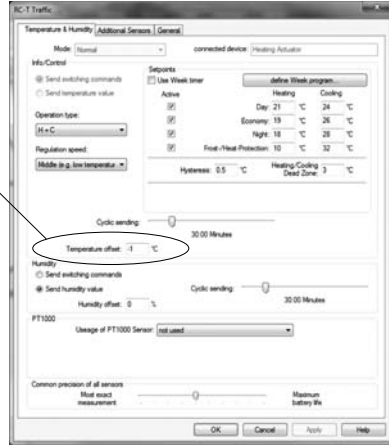 RC-T Traffic
Temperature & Humidity Additional Sensors General
Mode: Normal connected device: Heating Actuator
Info/Control
Send switching commands
Send temperature value
Operation type:
H+C
Regulation speed:
Middle (e.g. low temperatur
Setpoints
Use Week timer define Week program...
Active Heating Cooling
Day: 21 °C 24 °C
Economy: 19 °C 26 °C
Night: 18 °C 28 °C
Frost-/Heat-Protection: 10 °C 32 °C
Hysterese: 0.5 °C Heating/Cooling Dead Zone: 3 °C
Cyclic sending:
30:00 Minutes
Temperature offset: -1 °C
Humidity
Send switching commands
Send humidity value Cyclic sending:
30:00 Minutes
Humidity offset: 0 %
PT1000
Useage of PT1000 Sensor: not used
Common precision of all sensors
Most exact measurement Maximum battery life
OK Cancel Apply Help